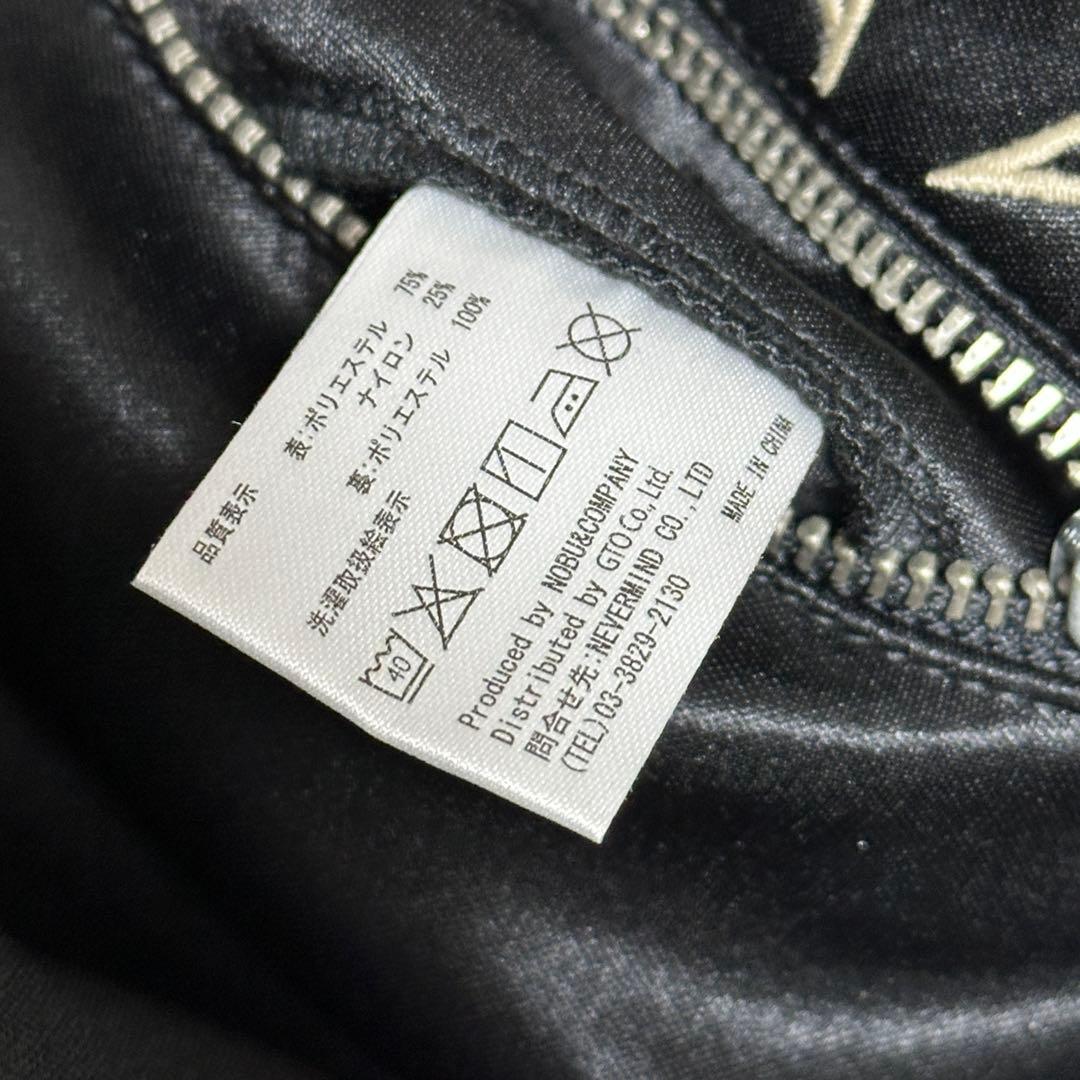 品質表示
表:ポリエステル 75%
ナイロン 25%
裏:ポリエステル 100%
洗濯取扱絵表示
40
Produced by NOBU&COMPANY
Distributed by GTO Co,Ltd.
問合せ先:NEVERMIND CO.,LTD
(TEL)03-3829-2130
MADE IN CHINA